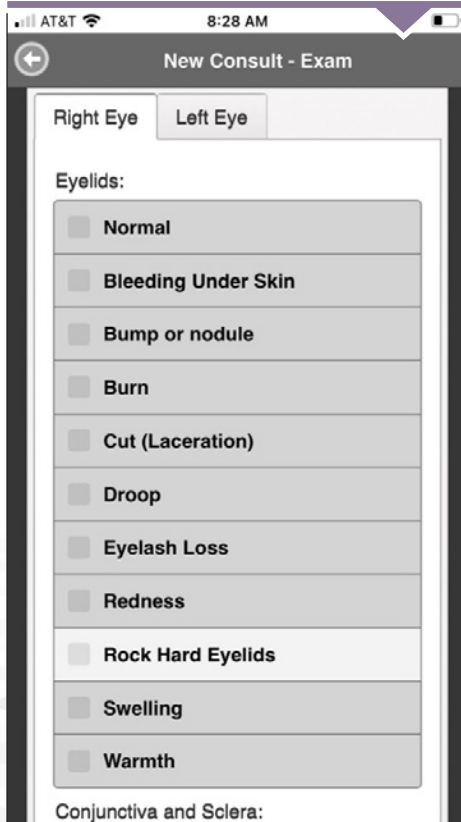 AT&T 8:28 AM
New Consult - Exam
Right Eye Left Eye
Eyelids:
Normal
Bleeding Under Skin
Bump or nodule
Burn
Cut (Laceration)
Droop
Eyelash Loss
Redness
Rock Hard Eyelids
Swelling
Warmth
Conjunctiva and Sclera: